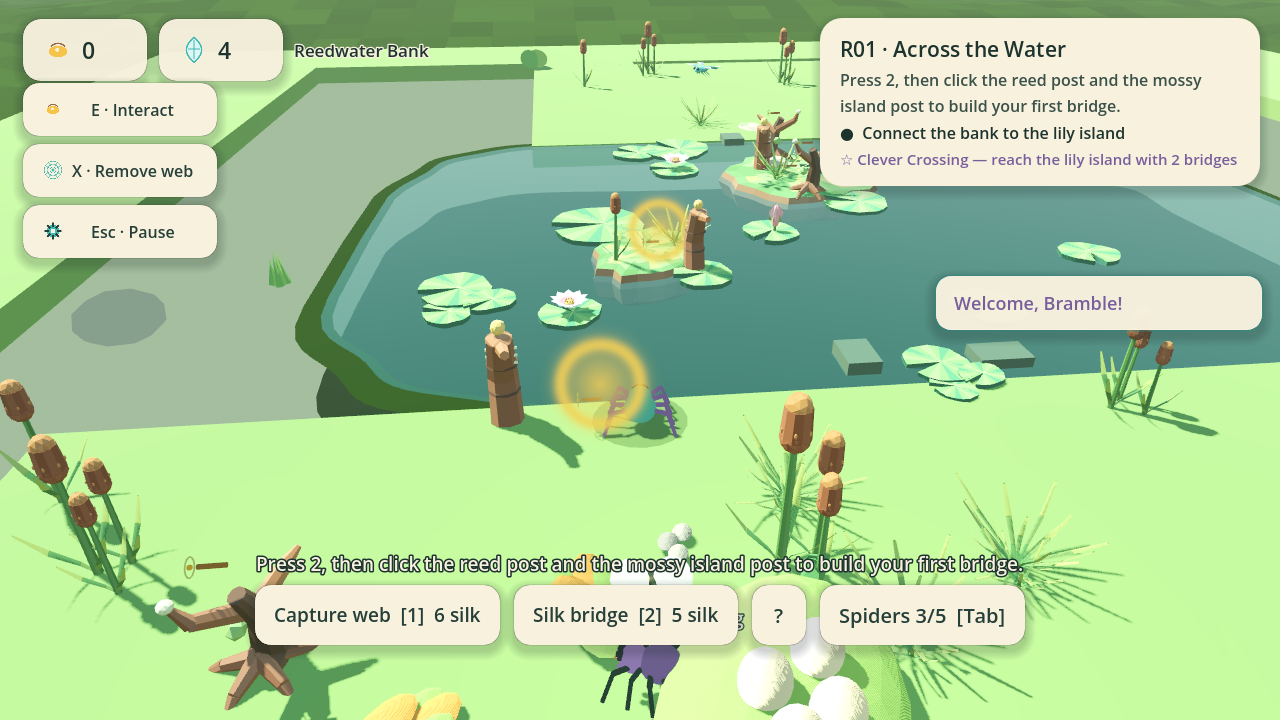 0
4
Reedwater Bank
E · Interact
X · Remove web
Esc · Pause
R01 · Across the Water
Press 2, then click the reed post and the mossy
island post to build your first bridge.
● Connect the bank to the lily island
☆ Clever Crossing — reach the lily island with 2 bridges
Welcome, Bramble!
Press 2, then click the reed post and the mossy island post to build your first bridge.
Capture web [1] 6 silk
Silk bridge [2] 5 silk
?
Spiders 3/5 [Tab]